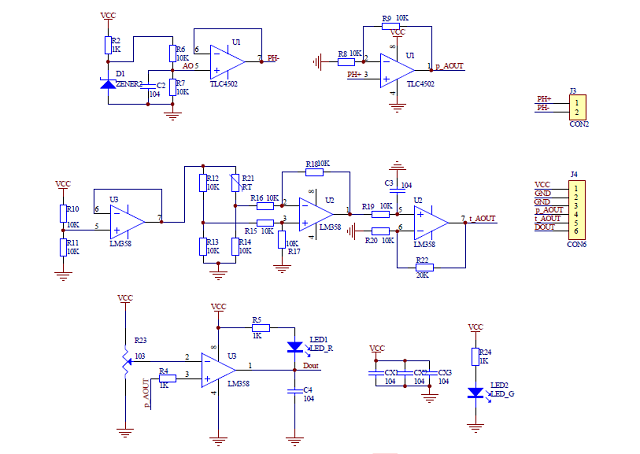 VCC
R2
1K
D1
ZENER2
C2
104
R6
10K
AO
R7
10K
6
5
7
U1
TLC4502
PH-
R9 10K
VCC
R8 10K
PH+
2
3
8
4
1
U1
TLC4502
p_AOUT
J3
PH+
PH-
1
2
CON2
VCC
R10
10K
R11
10K
6
5
7
U3
LM358
R12
10K
R21
RT
R13
10K
R14
10K
R16 10K
R15 10K
10K
R17
R18 10K
2
3
8
4
1
U2
LM358
C3
104
R19 10K
R20 10K
5
6
7
U2
LM358
R22
20K
t_AOUT
J4
VCC
GND
GND
p_AOUT
t_AOUT
DOUT
1
2
3
4
5
6
CON6
VCC
R23
103
R4
1K
p_AOUT
VCC
2
3
8
4
1
U3
LM358
R5
1K
LED1
LED_R
Dout
C4
104
VCC
CX1
104
CX2
104
CX3
104
VCC
R24
1K
LED2
LED_G